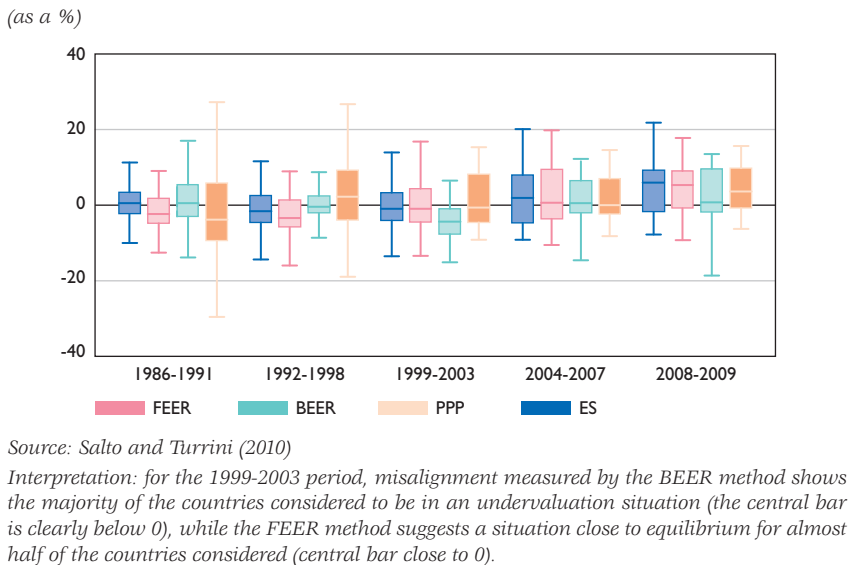 (as a %)
40
20
0
-20
-40
1986-1991 1992-1998 1999-2003 2004-2007 2008-2009
FEER BEER PPP ES
Source: Salto and Turrini (2010)
Interpretation: for the 1999-2003 period, misalignment measured by the BEER method shows
the majority of the countries considered to be in an undervaluation situation (the central bar
is clearly below 0), while the FEER method suggests a situation close to equilibrium for almost
half of the countries considered (central bar close to 0).